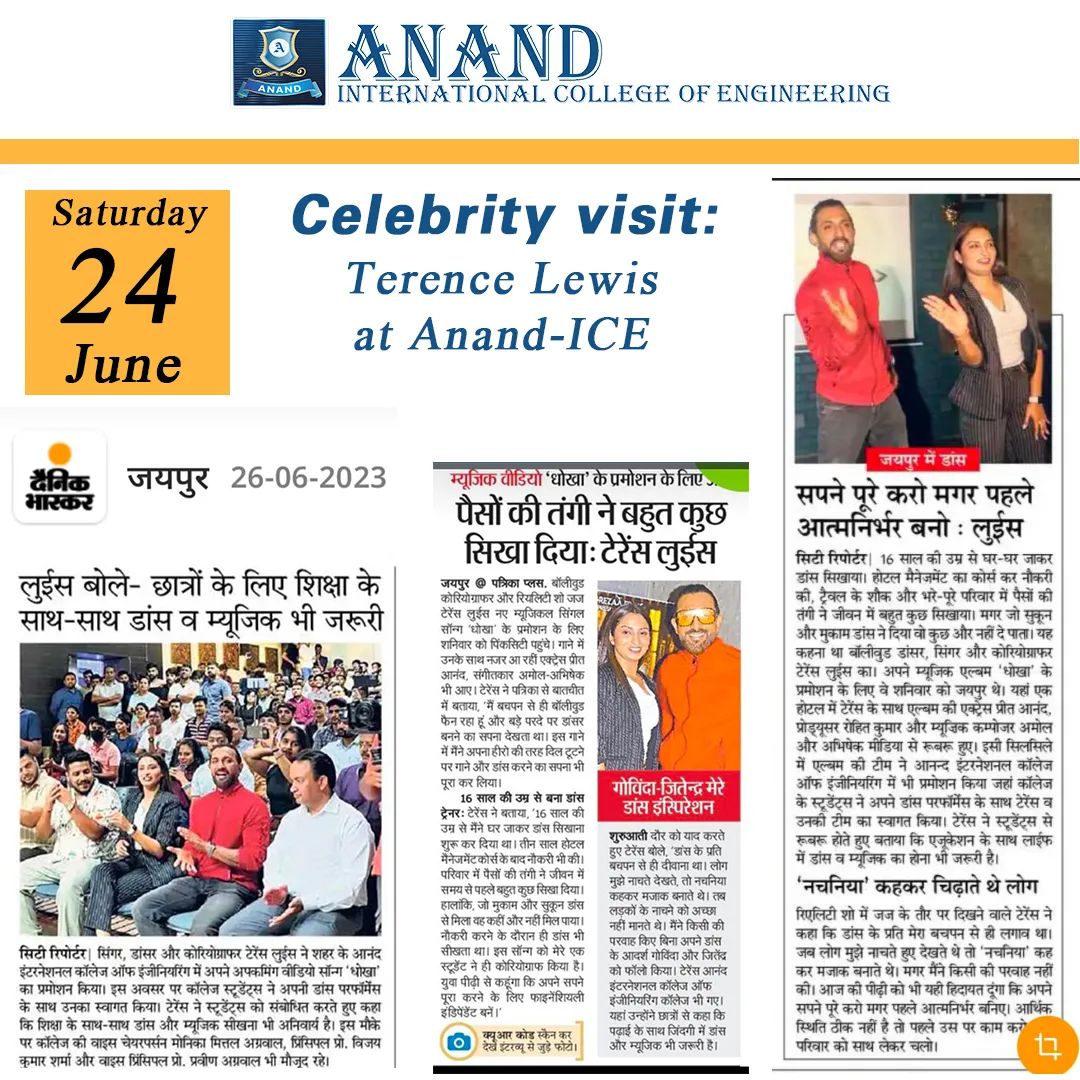 ANAND
ANAND
INTERNATIONAL COLLEGE OF ENGINEERING
Saturday
24
June
Celebrity visit:
Terence Lewis
at Anand-ICE
दैनिक
भास्कर
जयपुर 26-06-2023
लुईस बोले- छात्रों के लिए शिक्षा के
साथ-साथ डांस व म्यूजिक भी जरूरी
सिटी रिपोर्टर| सिंगर, डांसर और कोरियोग्राफर टेरेंस लुईस ने शहर के आनंद
इंटरनेशनल कॉलेज ऑफ इंजीनियरिंग में अपने अपकमिंग वीडियो सॉन्ग 'धोखा'
का प्रमोशन किया। इस अवसर पर कॉलेज स्टूडेंट्स ने अपनी डांस परफॉर्मेंस
के साथ उनका स्वागत किया। टेरेंस ने स्टूडेंट्स को संबोधित करते हुए कहा
कि शिक्षा के साथ-साथ डांस और म्यूजिक सीखना भी अनिवार्य है। इस मौके
पर कॉलेज की वाइस चेयरपर्सन मोनिका मित्तल अग्रवाल, प्रिंसिपल प्रो. विजय
कुमार शर्मा और वाइस प्रिंसिपल प्रो. प्रवीण अग्रवाल भी मौजूद रहे।
म्यूजिक वीडियो 'धोखा' के प्रमोशन के लिए
पैसों की तंगी ने बहुत कुछ
सिखा दिया: टेरेंस लुईस
जयपुर @ पत्रिका प्लस. बॉलीवुड
कोरियोग्राफर और रियलिटी शो जज
टेरेंस लुईस नए म्यूजिकल सिंगल
सॉन्ग 'धोखा' के प्रमोशन के लिए
शनिवार को पिंकसिटी पहुंचे। गाने में
उनके साथ नजर आ रही एक्ट्रेस प्रीत
आनंद, संगीतकार अमोल-अभिषेक
भी आए। टेरेंस ने पत्रिका से बातचीत
में बताया, 'मैं बचपन से ही बॉलीवुड
फैन रहा हूं और बड़े परदे पर डांसर
बनने का सपना देखता था। इस गाने
में मैंने अपना हीरो की तरह दिल टूटने
पर गाने और डांस करने का सपना भी
पूरा कर लिया।
16 साल की उम्र से बना डांस
ट्रेनर: टेरेंस ने बताया, '16 साल की
उम्र से मैंने घर जाकर डांस सिखाना
शुरू कर दिया था। तीन साल होटल
मैनेजमेंट कोर्स के बाद नौकरी भी की।
परिवार में पैसों की तंगी ने जीवन में
समय से पहले बहुत कुछ सिखा दिया।
हालांकि, जो मुकाम और सुकून डांस
से मिला वह कहीं और नहीं मिल पाया।
नौकरी करने के दौरान ही डांस भी
सीखता था। इस सॉन्ग को मेरे एक
स्टूडेंट ने ही कोरियोग्राफ किया है।
युवा पीढ़ी से कहूंगा कि अपने सपने
पूरा करने के लिए फाइनेंशियली
इंडिपेंडेंट बनें।'
क्यूआर कोड स्कैन कर
देखें इंटरव्यू से जुड़े फोटो।
गोविंदा-जितेन्द्र मेरे
डांस इंस्पिरेशन
शुरुआती दौर को याद करते
हुए टेरेंस बोले, 'डांस के प्रति
बचपन से ही दीवाना था। लोग
मुझे नाचते देखते, तो नचनिया
कहकर मजाक बनाते थे। तब
लड़कों के नाचने को अच्छा
नहीं मानते थे। मैंने किसी की
परवाह किए बिना अपने डांस
के आदर्श गोविंदा और जितेंद्र
को फॉलो किया। टेरेंस आनंद
इंटरनेशनल कॉलेज ऑफ
इंजीनियरिंग कॉलेज भी गए।
यहां उन्होंने छात्रों से कहा कि
पढ़ाई के साथ जिंदगी में डांस
और म्यूजिक भी जरूरी है।
जयपुर में डांस
सपने पूरे करो मगर पहले
आत्मनिर्भर बनो : लुईस
सिटी रिपोर्टर| 16 साल की उम्र से घर-घर जाकर
डांस सिखाया। होटल मैनेजमेंट का कोर्स कर नौकरी
की, ट्रैवल के शौक और भरे-पूरे परिवार में पैसों की
तंगी ने जीवन में बहुत कुछ सिखाया। मगर जो सुकून
और मुकाम डांस ने दिया वो कुछ और नहीं दे पाता। यह
कहना था बॉलीवुड डांसर, सिंगर और कोरियोग्राफर
टेरेंस लुईस का। अपने म्यूजिक एल्बम 'धोखा' के
प्रमोशन के लिए वे शनिवार को जयपुर थे। यहां एक
होटल में टेरेंस के साथ एल्बम की एक्ट्रेस प्रीत आनंद,
प्रोड्यूसर रोहित कुमार और म्यूजिक कम्पोजर अमोल
और अभिषेक मीडिया से रूबरू हुए। इसी सिलसिले
में एल्बम की टीम ने आनन्द इंटरनेशनल कॉलेज
ऑफ इंजीनियरिंग में भी प्रमोशन किया जहां कॉलेज
के स्टूडेंट्स ने अपने डांस परफॉर्मेंस के साथ टेरेंस व
उनकी टीम का स्वागत किया। टेरेंस ने स्टूडेंट्स से
रूबरू होते हुए बताया कि एजूकेशन के साथ लाईफ
में डांस व म्यूजिक का होना भी जरूरी है।
'नचनिया' कहकर चिढ़ाते थे लोग
रिएलिटी शो में जज के तौर पर दिखने वाले टेरेंस ने
कहा कि डांस के प्रति मेरा बचपन से ही लगाव था।
जब लोग मुझे नाचते हुए देखते थे तो 'नचनिया' कह
कर मजाक बनाते थे। मगर मैंने किसी की परवाह नहीं
की। आज की पीढ़ी को भी यही हिदायत दूंगा कि अपने
सपने पूरे करो मगर पहले आत्मनिर्भर बनिए। आर्थिक
स्थिति ठीक नहीं है तो पहले उस पर काम करो
परिवार को साथ लेकर चलो।